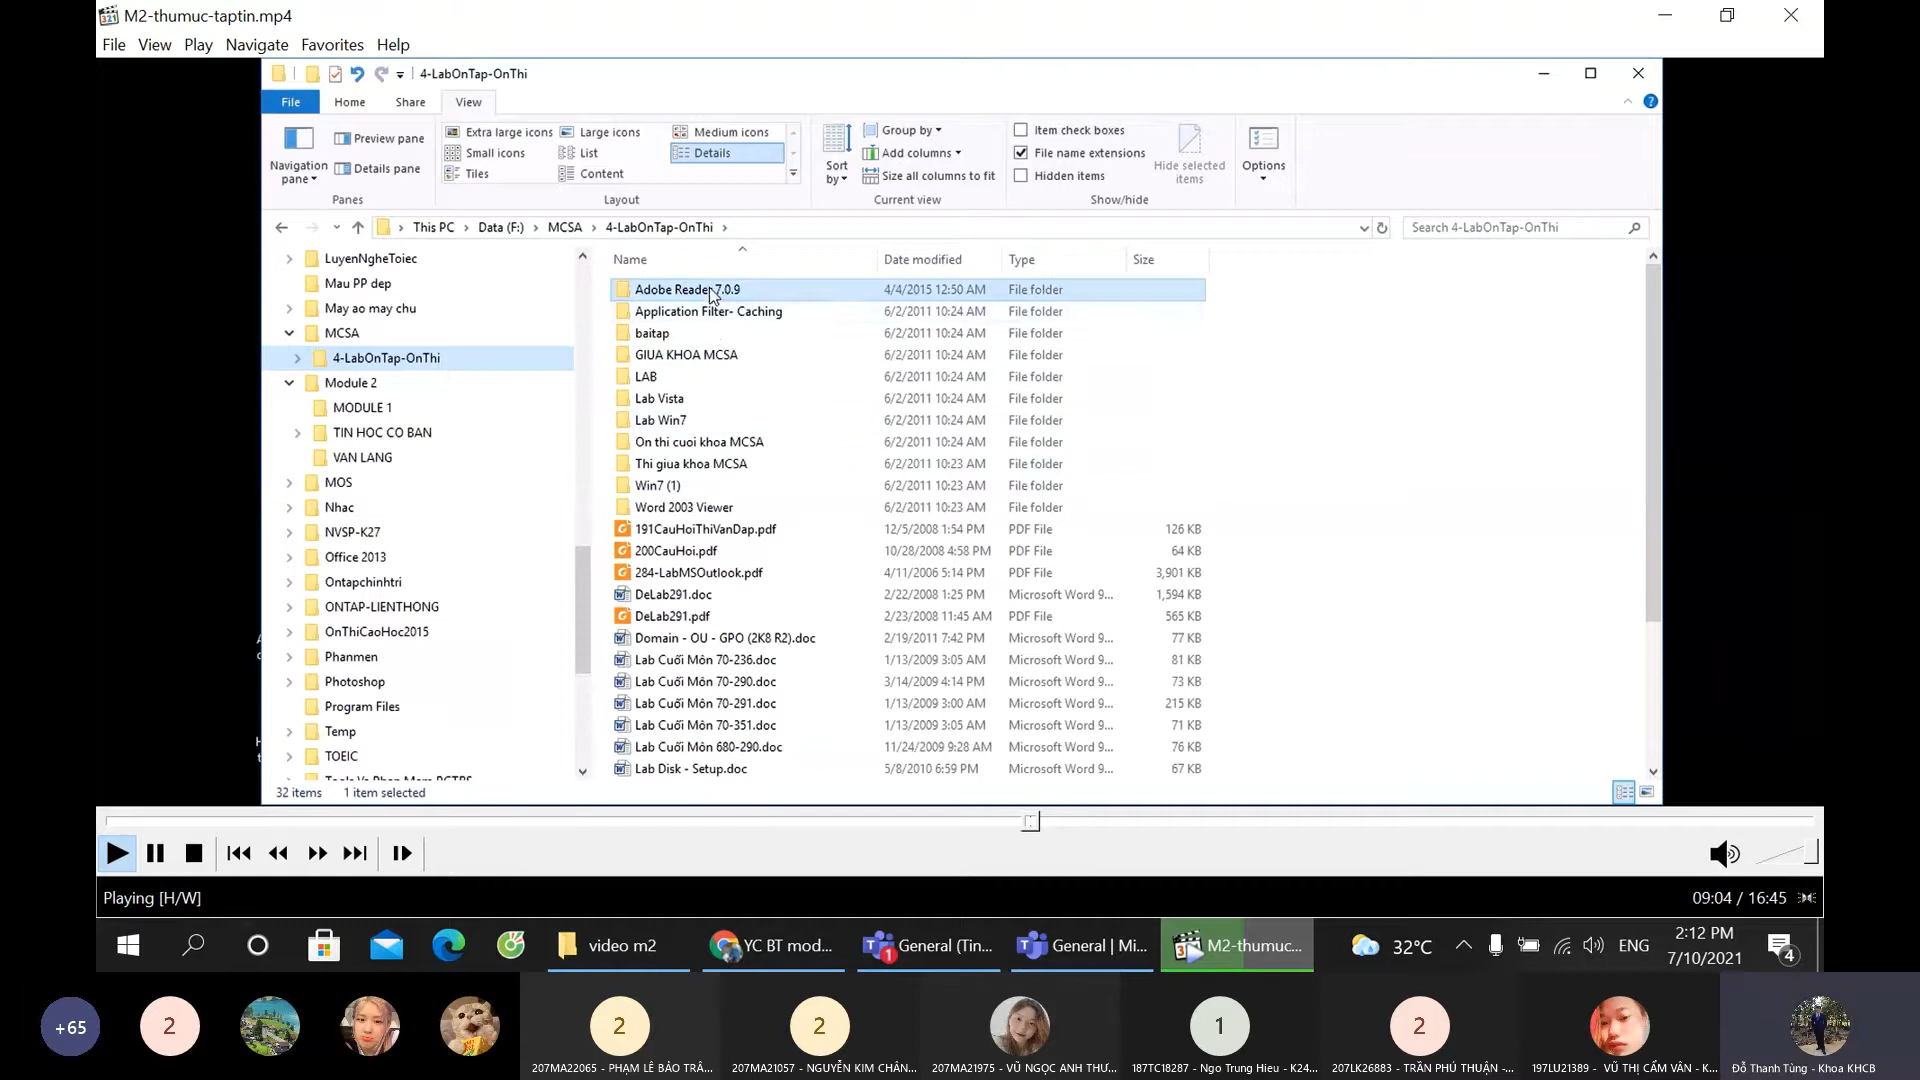 M2-thumuc-taptin.mp4
File View Play Navigate Favorites Help
4-LabOnTap-OnThi
File Home Share View
Navigation pane
Preview pane
Details pane
Panes
Extra large icons Large icons Medium icons
Small icons List Details
Tiles Content
Layout
Sort by
Group by
Add columns
Size all columns to fit
Current view
Item check boxes
File name extensions
Hidden items
Hide selected items
Show/hide
Options
This PC > Data (F:) > MCSA > 4-LabOnTap-OnThi >
Search 4-LabOnTap-OnThi
LuyenNgheToiec
Mau PP dep
May ao may chu
MCSA
4-LabOnTap-OnThi
Module 2
MODULE 1
TIN HOC CO BAN
VAN LANG
MOS
Nhac
NVSP-K27
Office 2013
Ontapchinhtri
ONTAP-LIENTHONG
OnThiCaoHoc2015
Phanmen
Photoshop
Program Files
Temp
TOEIC
Name Date modified Type Size
Adobe Reader 7.0.9 4/4/2015 12:50 AM File folder
Application Filter- Caching 6/2/2011 10:24 AM File folder
baitap 6/2/2011 10:24 AM File folder
GIUA KHOA MCSA 6/2/2011 10:24 AM File folder
LAB 6/2/2011 10:24 AM File folder
Lab Vista 6/2/2011 10:24 AM File folder
Lab Win7 6/2/2011 10:24 AM File folder
On thi cuoi khoa MCSA 6/2/2011 10:24 AM File folder
Thi giua khoa MCSA 6/2/2011 10:23 AM File folder
Win7 (1) 6/2/2011 10:23 AM File folder
Word 2003 Viewer 6/2/2011 10:23 AM File folder
191CauHoiThiVanDap.pdf 12/5/2008 1:54 PM PDF File 126 KB
200CauHoi.pdf 10/28/2008 4:58 PM PDF File 64 KB
284-LabMSOutlook.pdf 4/11/2006 5:14 PM PDF File 3,901 KB
DeLab291.doc 2/22/2008 1:25 PM Microsoft Word 9... 1,594 KB
DeLab291.pdf 2/23/2008 11:45 AM PDF File 565 KB
Domain - OU - GPO (2K8 R2).doc 2/19/2011 7:42 PM Microsoft Word 9... 77 KB
Lab Cuối Môn 70-236.doc 1/13/2009 3:05 AM Microsoft Word 9... 81 KB
Lab Cuối Môn 70-290.doc 3/14/2009 4:14 PM Microsoft Word 9... 73 KB
Lab Cuối Môn 70-291.doc 1/13/2009 3:00 AM Microsoft Word 9... 215 KB
Lab Cuối Môn 70-351.doc 1/13/2009 3:05 AM Microsoft Word 9... 71 KB
Lab Cuối Môn 680-290.doc 11/24/2009 9:28 AM Microsoft Word 9... 76 KB
Lab Disk - Setup.doc 5/8/2010 6:59 PM Microsoft Word 9... 67 KB
32 items 1 item selected
Playing [H/W] 09:04 / 16:45
video m2 YC BT mod... General (Tin... General | Mi... M2-thumuc... 32°C ENG 2:12 PM
7/10/2021 4
+65 2 2 2 1 2
207MA22065 - PHẠM LÊ BẢO TRÂ... 207MA21057 - NGUYỄN KIM CHÂN... 207MA21975 - VŨ NGỌC ANH THƯ... 187TC18287 - Ngo Trung Hieu - K24... 207LK26883 - TRẦN PHÚ THUẬN -... 197LU21389 - VŨ THỊ CẨM VÂN - K... Đỗ Thanh Tùng - Khoa KHCB